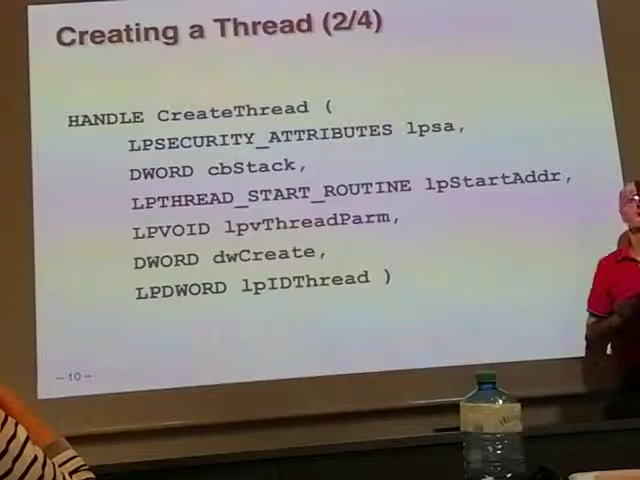 Creating a Thread (2/4)
HANDLE CreateThread (
LPSECURITY_ATTRIBUTES lpsa,
DWORD cbStack,
LPTHREAD_START_ROUTINE lpStartAddr,
LPVOID lpvThreadParm,
DWORD dwCreate,
LPDWORD lpIDThread )
– 10 –